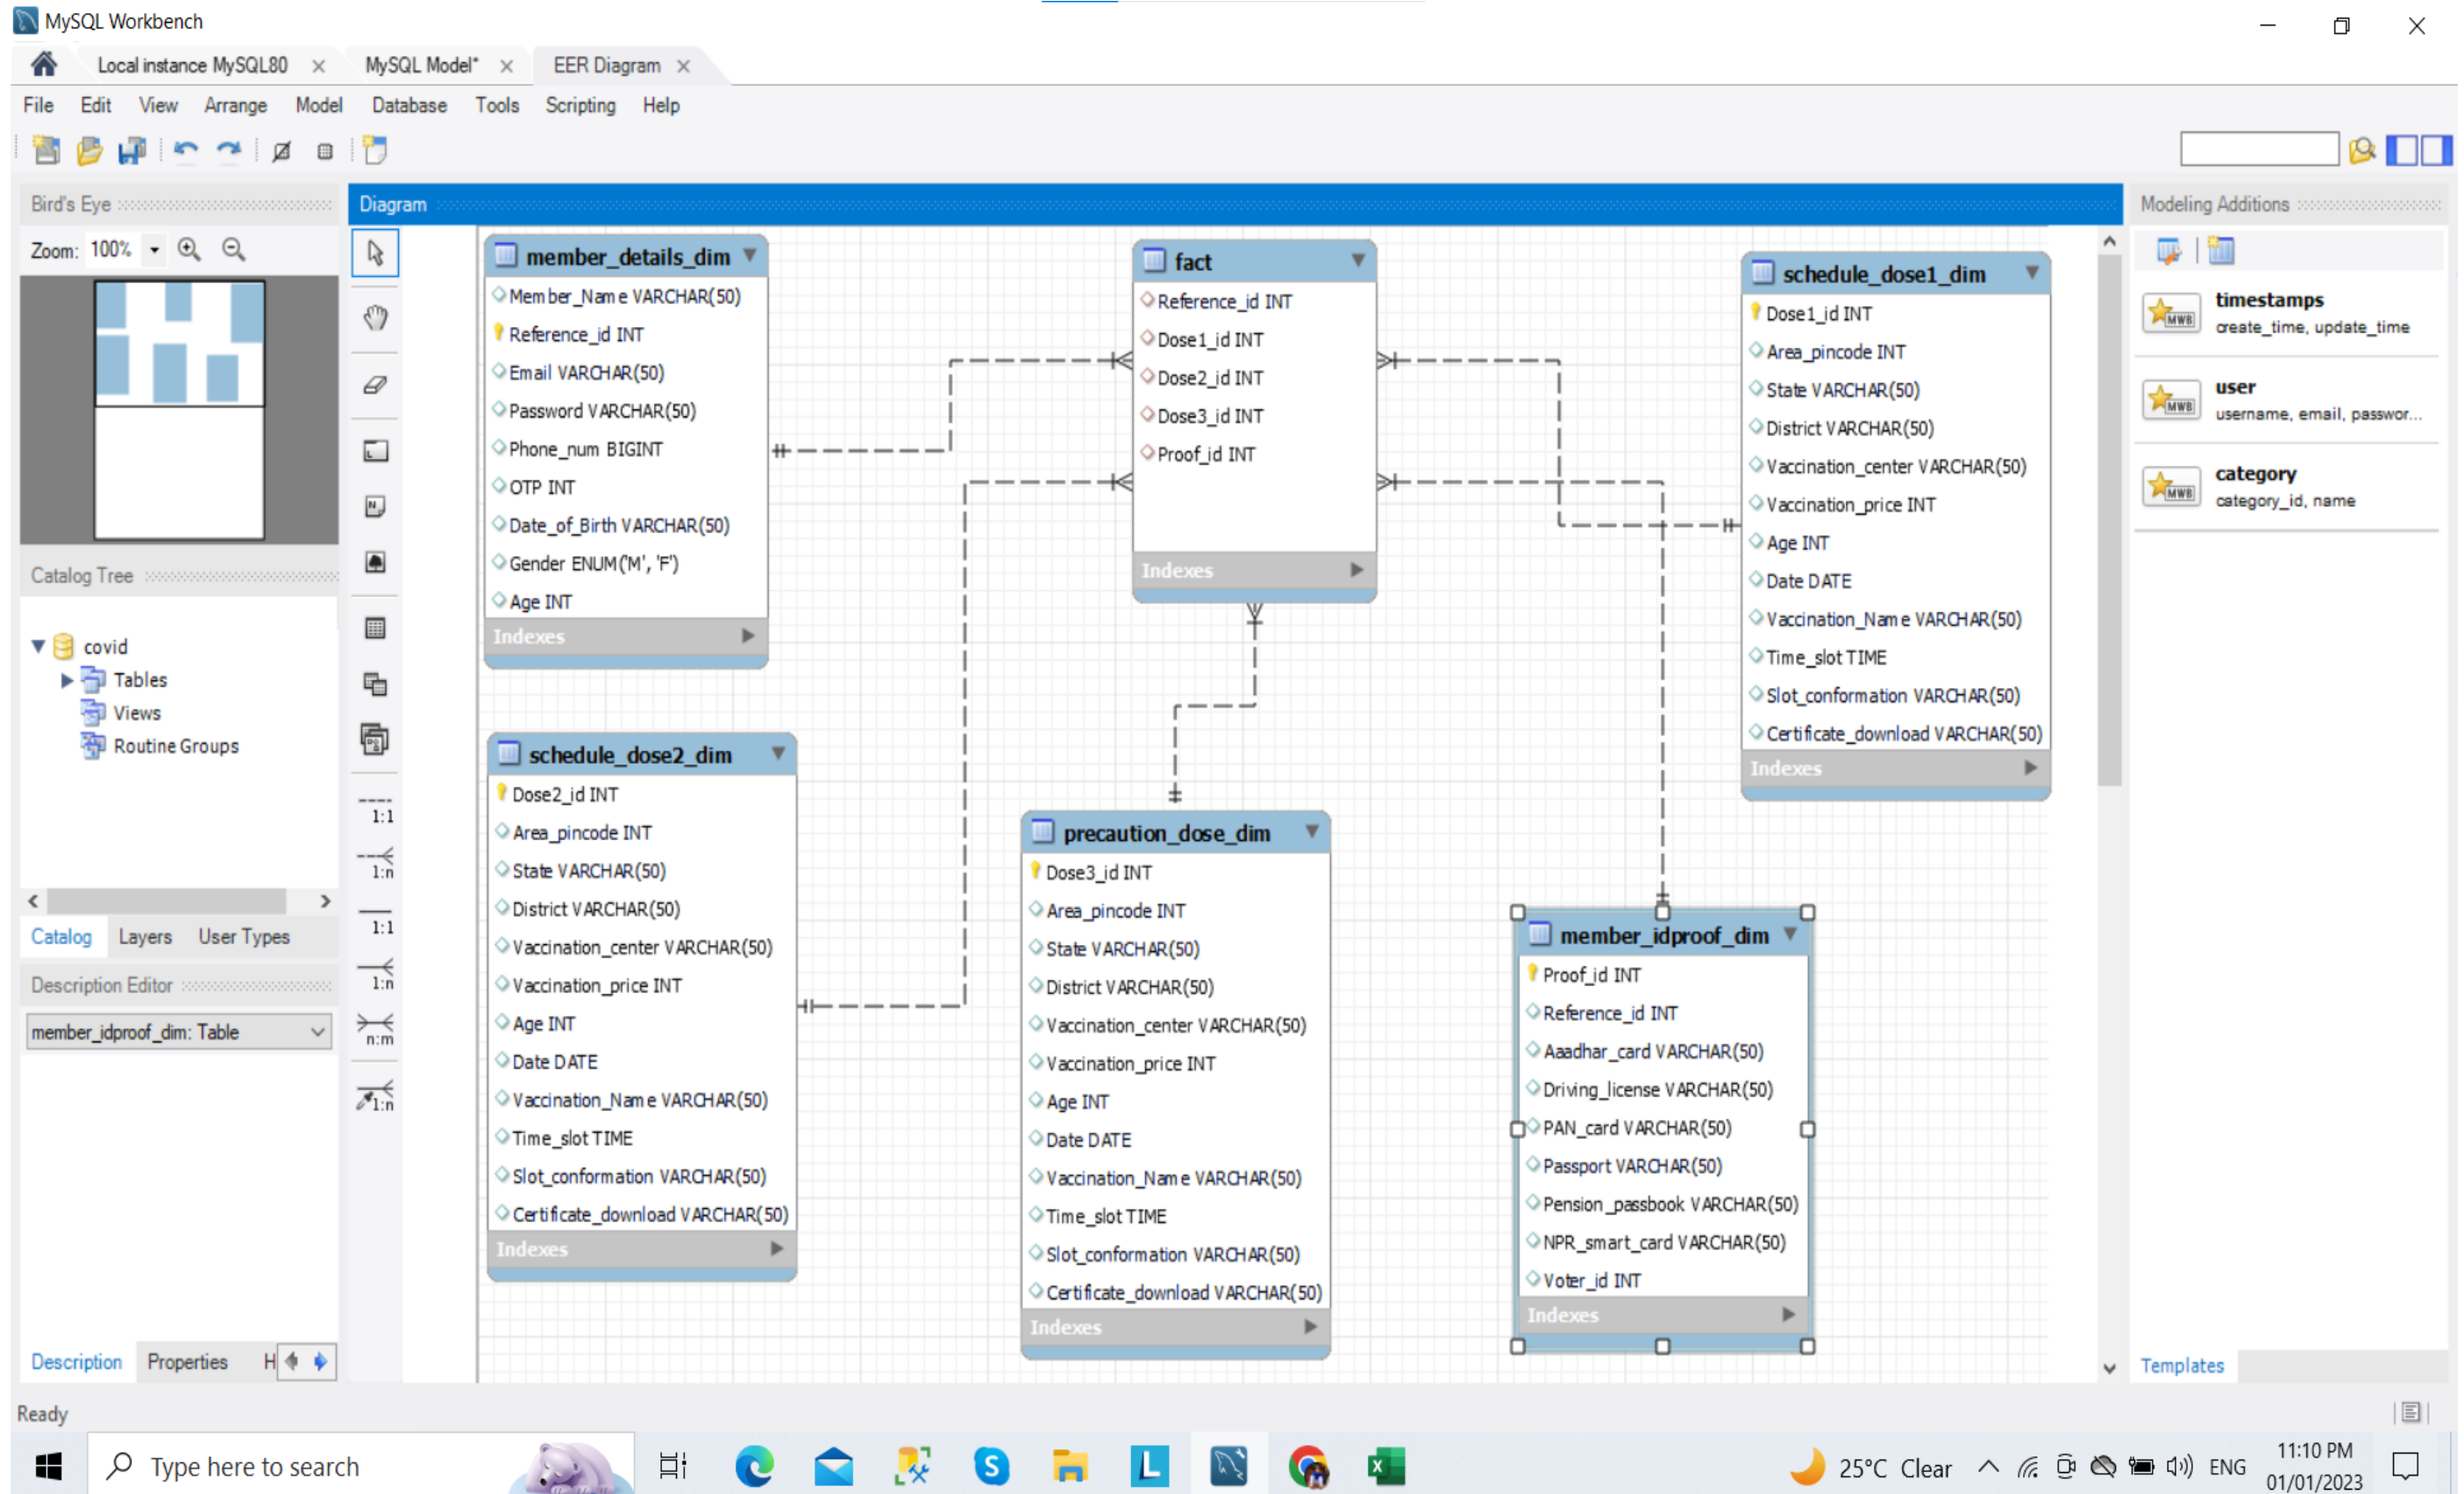 MySQL Workbench
Local instance MySQL80
MySQL Model*
EER Diagram
File Edit View Arrange Model Database Tools Scripting Help
Bird's Eye
Zoom: 100%
Catalog Tree
covid
Tables
Views
Routine Groups
Catalog Layers User Types
Description Editor
member_idproof_dim: Table
Description Properties H
Ready
Diagram
1:1
1:n
1:1
1:n
n:m
1:n
member_details_dim
Member_Name VARCHAR(50)
Reference_id INT
Email VARCHAR(50)
Password VARCHAR(50)
Phone_num BIGINT
OTP INT
Date_of_Birth VARCHAR(50)
Gender ENUM('M', 'F')
Age INT
Indexes
fact
Reference_id INT
Dose1_id INT
Dose2_id INT
Dose3_id INT
Proof_id INT
Indexes
schedule_dose1_dim
Dose1_id INT
Area_pincode INT
State VARCHAR(50)
District VARCHAR(50)
Vaccination_center VARCHAR(50)
Vaccination_price INT
Age INT
Date DATE
Vaccination_Name VARCHAR(50)
Time_slot TIME
Slot_conformation VARCHAR(50)
Certificate_download VARCHAR(50)
Indexes
schedule_dose2_dim
Dose2_id INT
Area_pincode INT
State VARCHAR(50)
District VARCHAR(50)
Vaccination_center VARCHAR(50)
Vaccination_price INT
Age INT
Date DATE
Vaccination_Name VARCHAR(50)
Time_slot TIME
Slot_conformation VARCHAR(50)
Certificate_download VARCHAR(50)
Indexes
precaution_dose_dim
Dose3_id INT
Area_pincode INT
State VARCHAR(50)
District VARCHAR(50)
Vaccination_center VARCHAR(50)
Vaccination_price INT
Age INT
Date DATE
Vaccination_Name VARCHAR(50)
Time_slot TIME
Slot_conformation VARCHAR(50)
Certificate_download VARCHAR(50)
Indexes
member_idproof_dim
Proof_id INT
Reference_id INT
Aaadhar_card VARCHAR(50)
Driving_license VARCHAR(50)
PAN_card VARCHAR(50)
Passport VARCHAR(50)
Pension_passbook VARCHAR(50)
NPR_smart_card VARCHAR(50)
Voter_id INT
Indexes
Modeling Additions
MWB
timestamps
create_time, update_time
MWB
user
username, email, passwor...
MWB
category
category_id, name
Templates
Type here to search
25°C Clear
ENG
11:10 PM
01/01/2023